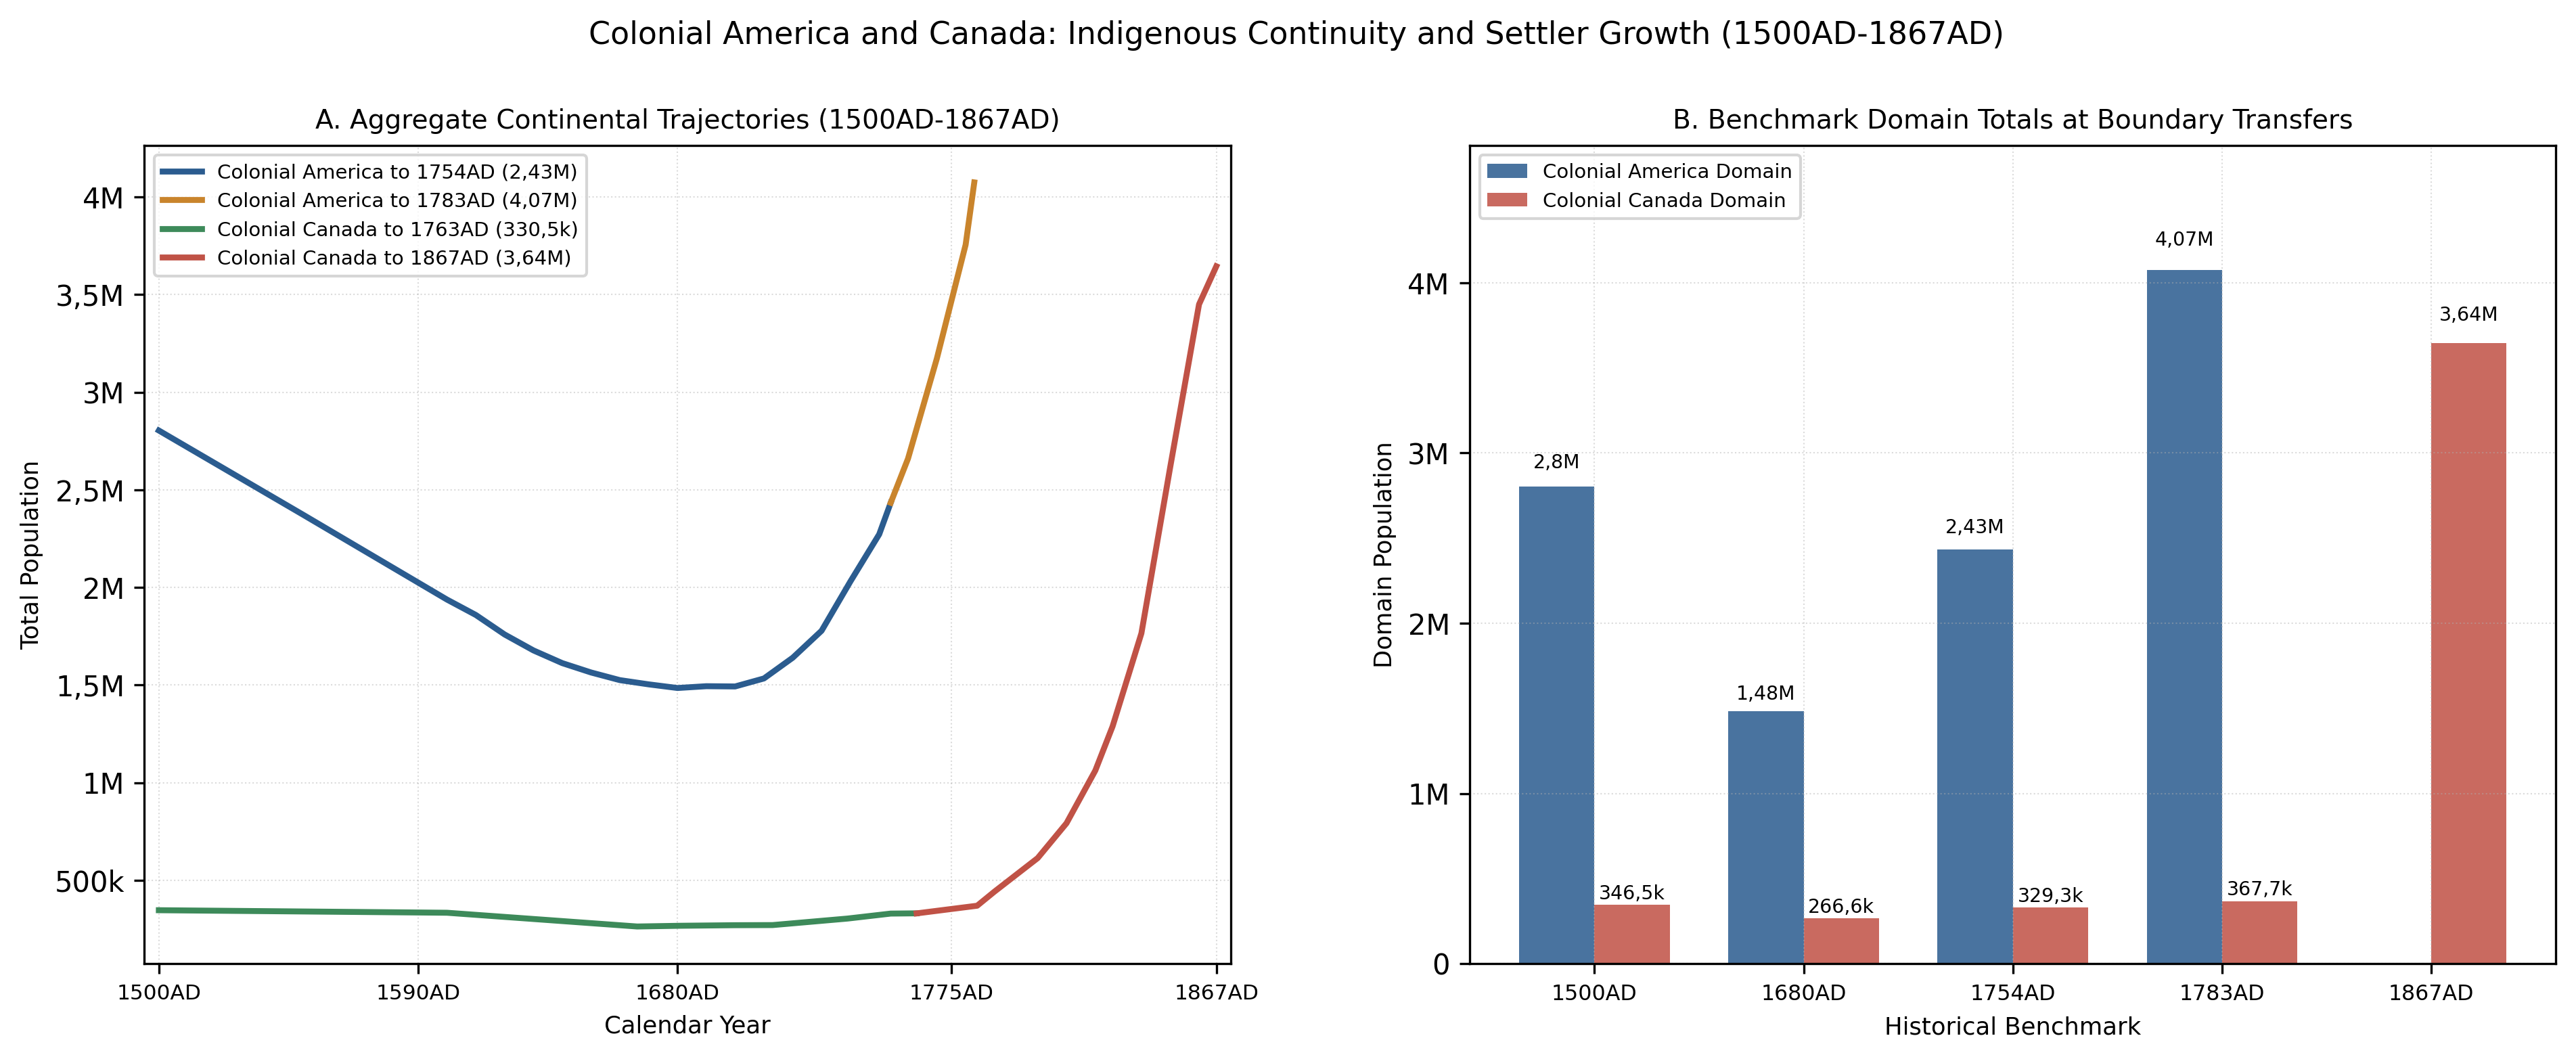 Colonial America and Canada: Indigenous Continuity and Settler Growth (1500AD-1867AD)
A. Aggregate Continental Trajectories (1500AD-1867AD)
Colonial America to 1754AD (2,43M)
Colonial America to 1783AD (4,07M)
Colonial Canada to 1763AD (330,5k)
Colonial Canada to 1867AD (3,64M)
Total Population
4M
3,5M
3M
2,5M
2M
1,5M
1M
500k
1500AD
1590AD
1680AD
1775AD
1867AD
Calendar Year
B. Benchmark Domain Totals at Boundary Transfers
Colonial America Domain
Colonial Canada Domain
Domain Population
4M
3M
2M
1M
0
2,8M
346,5k
1,48M
266,6k
2,43M
329,3k
4,07M
367,7k
3,64M
1500AD
1680AD
1754AD
1783AD
1867AD
Historical Benchmark